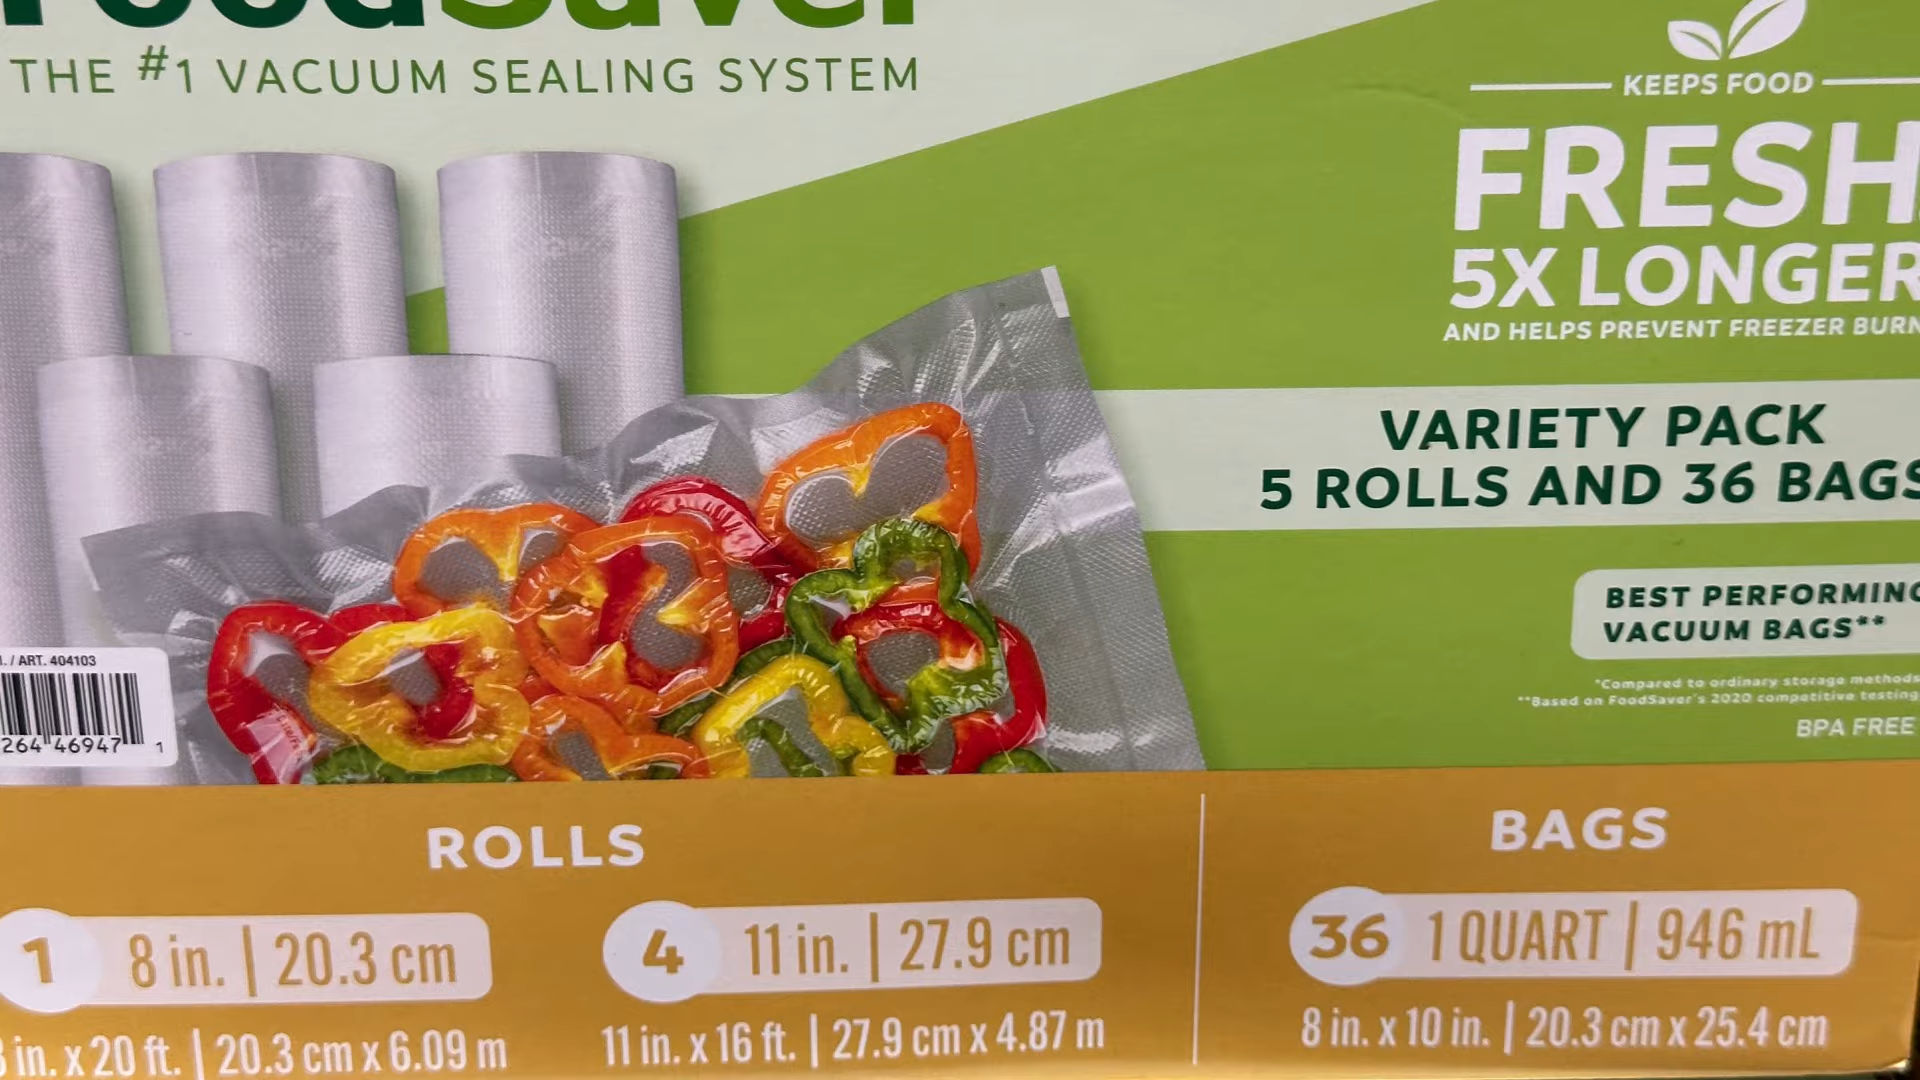 FoodSaver
THE #1 VACUUM SEALING SYSTEM
KEEPS FOOD
FRESH
5X LONGER
AND HELPS PREVENT FREEZER BURN
VARIETY PACK
5 ROLLS AND 36 BAGS
BEST PERFORMING
VACUUM BAGS**
*Compared to ordinary storage methods
**Based on FoodSaver's 2020 competitive testing
BPA FREE
/ ART. 404103
264 46947 1
ROLLS
1 8 in. | 20.3 cm
8 in. x 20 ft. | 20.3 cm x 6.09 m
4 11 in. | 27.9 cm
11 in. x 16 ft. | 27.9 cm x 4.87 m
BAGS
36 1 QUART | 946 mL
8 in. x 10 in. | 20.3 cm x 25.4 cm